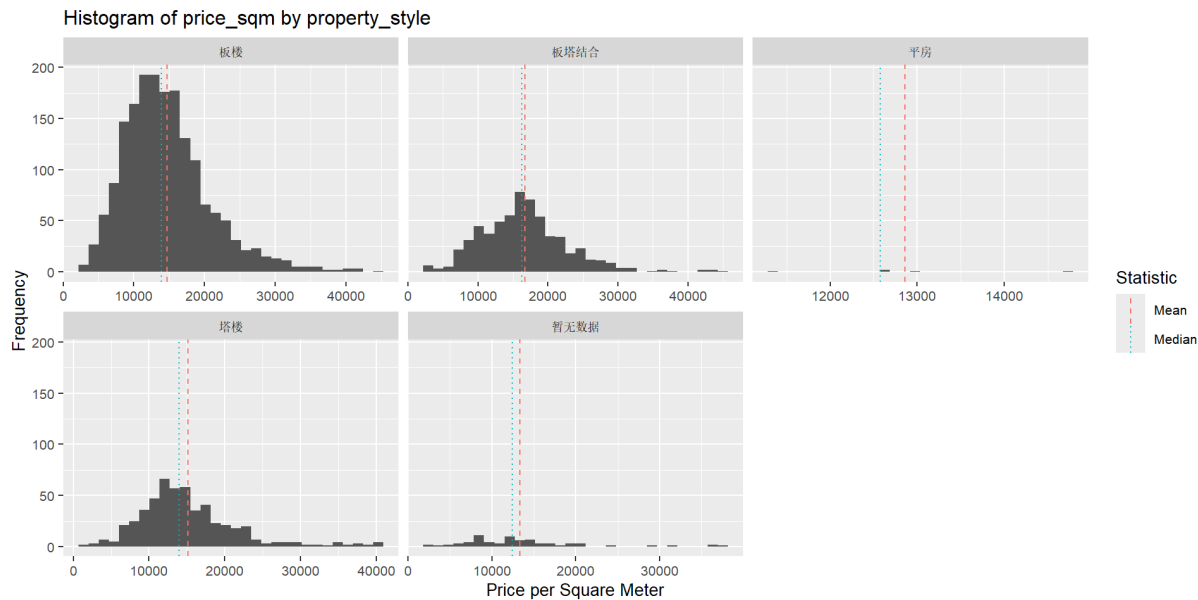 Histogram of price_sqm by property_style
板楼
板塔结合
平房
200
150
100
50
0
0 10000 20000 30000 40000
0 10000 20000 30000 40000
12000 13000 14000
塔楼
暂无数据
200
150
100
50
0
0 10000 20000 30000 40000
0 10000 20000 30000
Frequency
Price per Square Meter
Statistic
Mean
Median